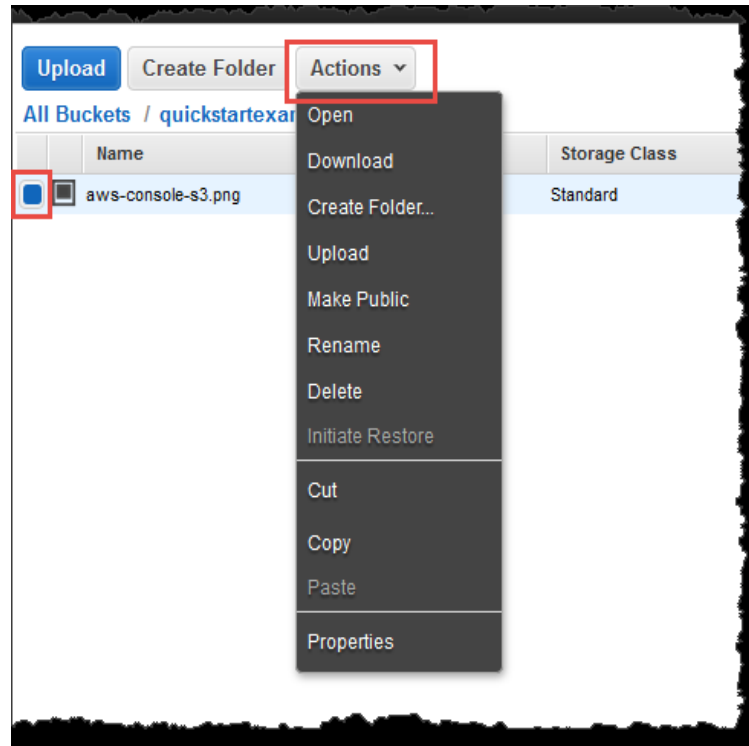 Upload Create Folder Actions
All Buckets / quickstartexa
Name Storage Class
aws-console-s3.png Standard
Open
Download
Create Folder...
Upload
Make Public
Rename
Delete
Initiate Restore
Cut
Copy
Paste
Properties